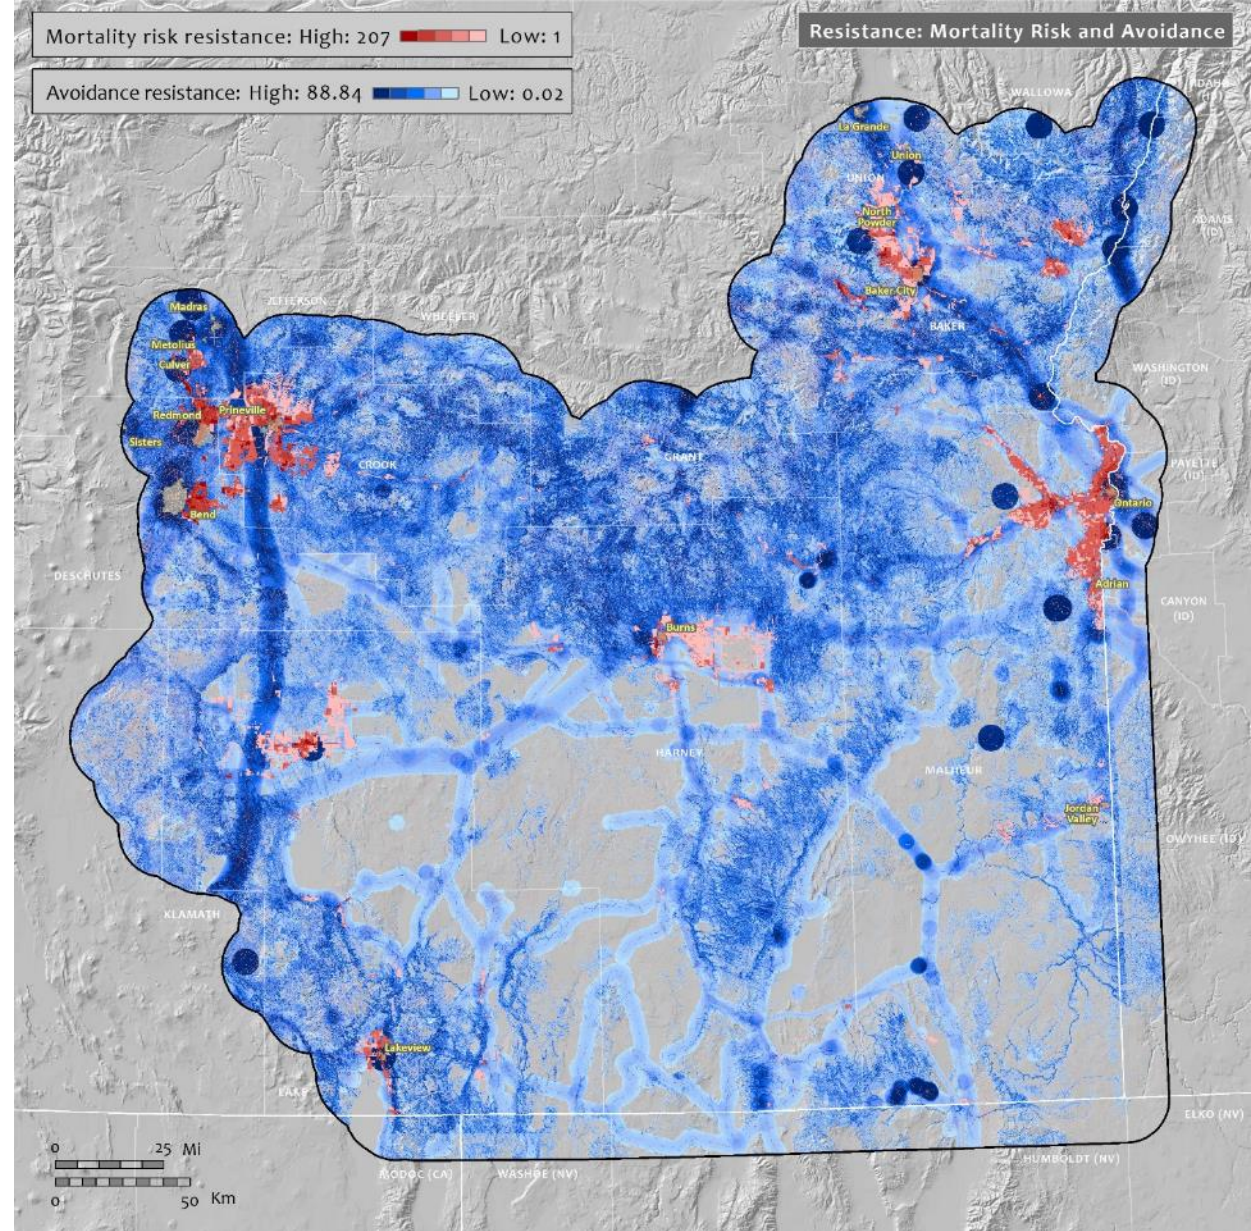 Mortality risk resistance: High: 207 Low: 1
Resistance: Mortality Risk and Avoidance
Avoidance resistance: High: 88.84 Low: 0.02
IDAHO
(ID)
WALLOWA
La Grande
Union
UNION
North
Powder
ADAMS
(ID)
Baker City
BAKER
Madras
JEFFERSON
WHEELER
Metolius
Culver
WASHINGTON
(ID)
Redmond
Prineville
Sisters
CROOK
GRANT
PAYETTE
(ID)
Bend
Ontario
DESCHUTES
Adrian
CANYON
(ID)
Burns
HARNEY
MALHEUR
Jordan
Valley
OWYHEE (ID)
KLAMATH
Lakeview
LAKE
ELKO (NV)
0 25 Mi
0 50 Km
MODOC (CA)
WASHOE (NV)
HUMBOLDT (NV)